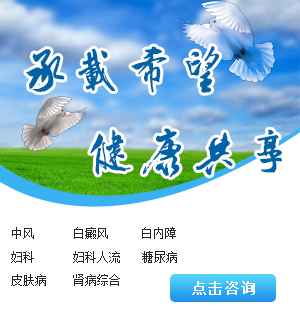 承载希望
健康共享
中风 白癜风 白内障
妇科 妇科人流 糖尿病
皮肤病 肾病综合
点击咨询